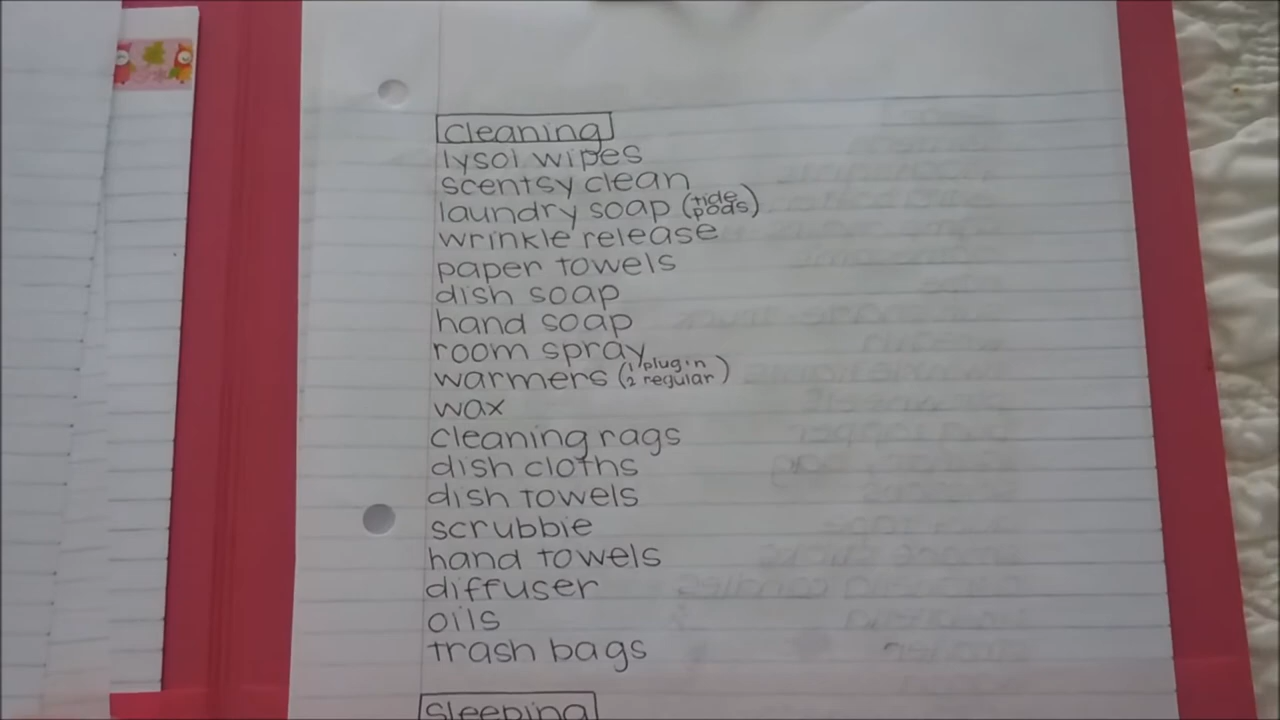 cleaning
lysol wipes
scentsy clean
laundry soap (tide pods)
wrinkle release
paper towels
dish soap
hand soap
room spray
warmers (1 plugin 2 regular)
wax
cleaning rags
dish cloths
dish towels
scrubbie
hand towels
diffuser
oils
trash bags
sleeping